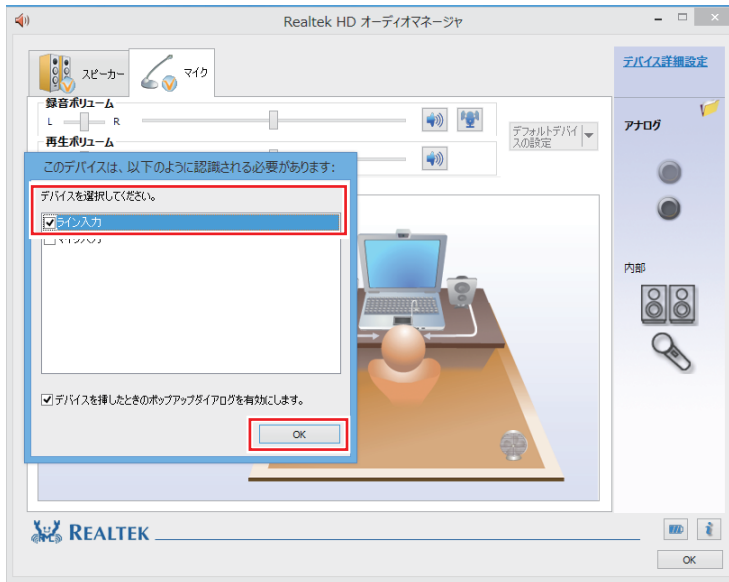 Realtek HD オーディオマネージャ
スピーカー
マイク
デバイス詳細設定
録音ボリューム
L R
デフォルトデバイ
スの設定
アナログ
再生ボリューム
このデバイスは、以下のように認識される必要があります:
デバイスを選択してください。
ライン入力
マイク入力
内部
デバイスを挿したときのポップアップダイアログを有効にします。
OK
REALTEK
OK